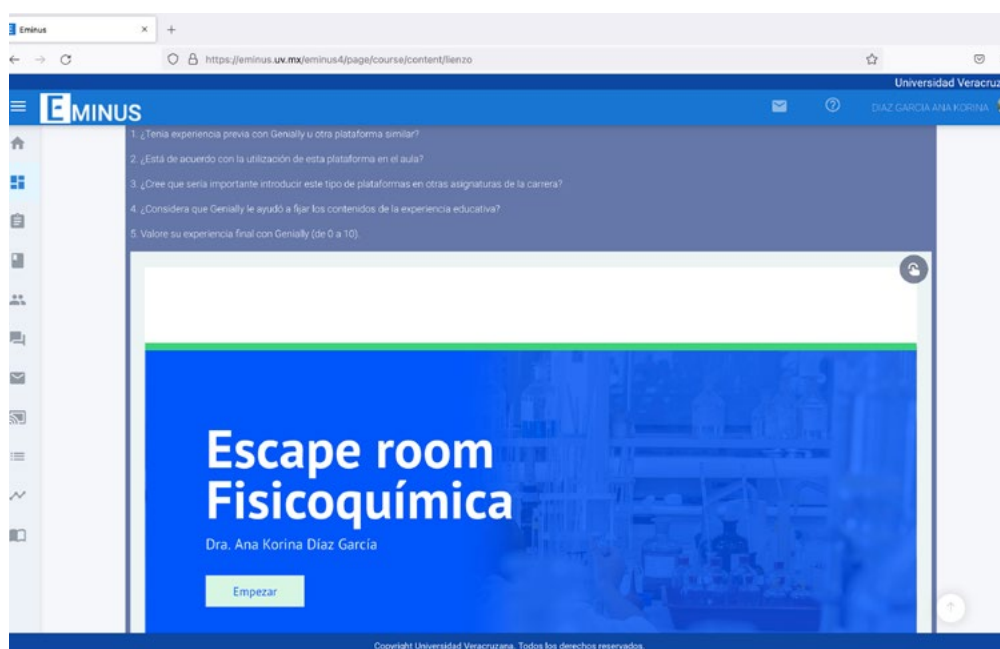 Eminus
https://eminus.uv.mx/eminus4/page/course/content/lienzo
Universidad Veracruz
EMINUS
DIAZ GARCIA ANA KORINA
1. ¿Tenía experiencia previa con Genially u otra plataforma similar?
2. ¿Está de acuerdo con la utilización de esta plataforma en el aula?
3. ¿Cree que sería importante introducir este tipo de plataformas en otras asignaturas de la carrera?
4. ¿Considera que Genially le ayudó a fijar los contenidos de la experiencia educativa?
5. Valore su experiencia final con Genially (de 0 a 10).
Escape room
Fisicoquímica
Dra. Ana Korina Díaz García
Empezar
Copyright Universidad Veracruzana. Todos los derechos reservados.